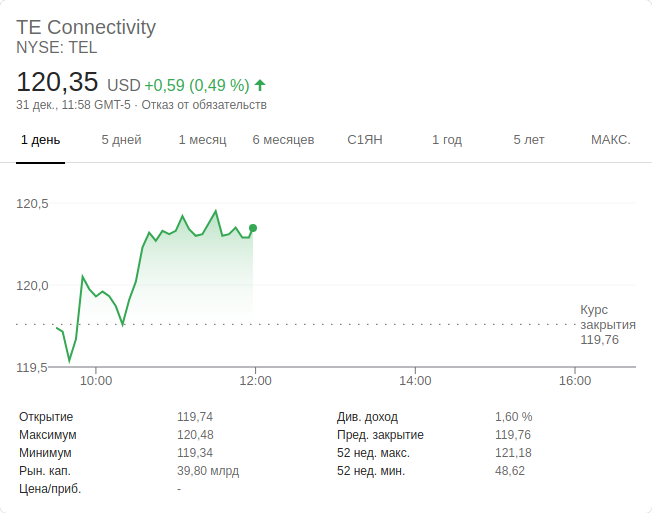 TE Connectivity
NYSE: TEL
120,35 USD +0,59 (0,49 %)
31 дек., 11:58 GMT-5 · Отказ от обязательств
1 день 5 дней 1 месяц 6 месяцев С1ЯН 1 год 5 лет МАКС.
120,5
120,0
Курс
закрытия
119,76
119,5
10:00 12:00 14:00 16:00
Открытие 119,74 Див. доход 1,60 %
Максимум 120,48 Пред. закрытие 119,76
Минимум 119,34 52 нед. макс. 121,18
Рын. кап. 39,80 млрд 52 нед. мин. 48,62
Цена/приб. -